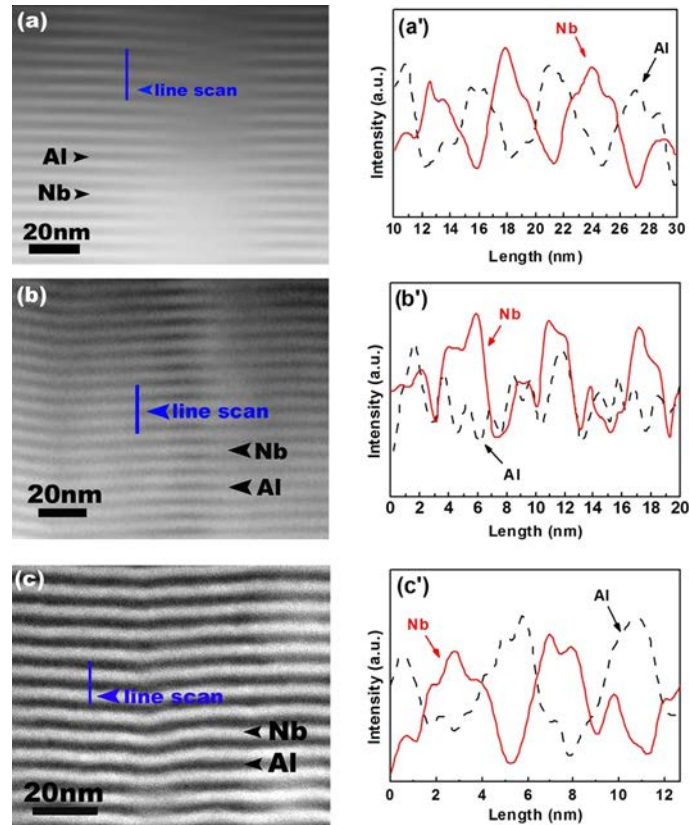 (a)
line scan
Al
Nb
20nm
(a')
Nb
Al
Intensity (a.u.)
10 12 14 16 18 20 22 24 26 28 30
Length (nm)
(b)
line scan
Nb
Al
20nm
(b')
Nb
Al
Intensity (a.u.)
0 2 4 6 8 10 12 14 16 18 20
Length (nm)
(c)
line scan
Nb
Al
20nm
(c')
Al
Nb
Intensity (a.u.)
0 2 4 6 8 10 12
Length (nm)